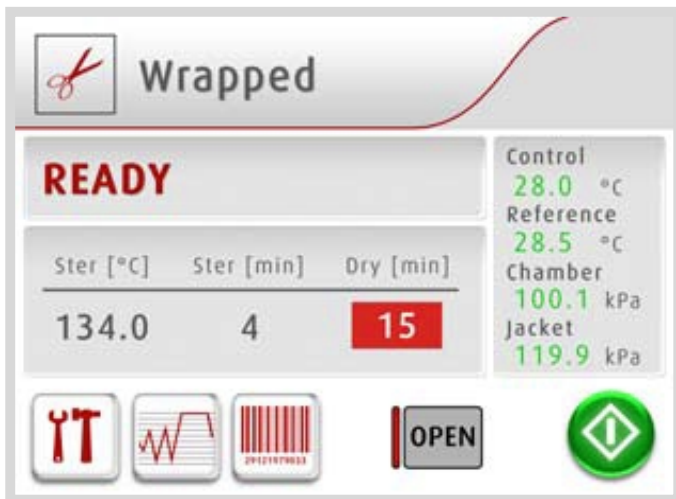 Wrapped
READY
Ster [°C] Ster [min] Dry [min]
134.0 4 15
Control
28.0 °C
Reference
28.5 °C
Chamber
100.1 kPa
Jacket
119.9 kPa
29121979033
OPEN